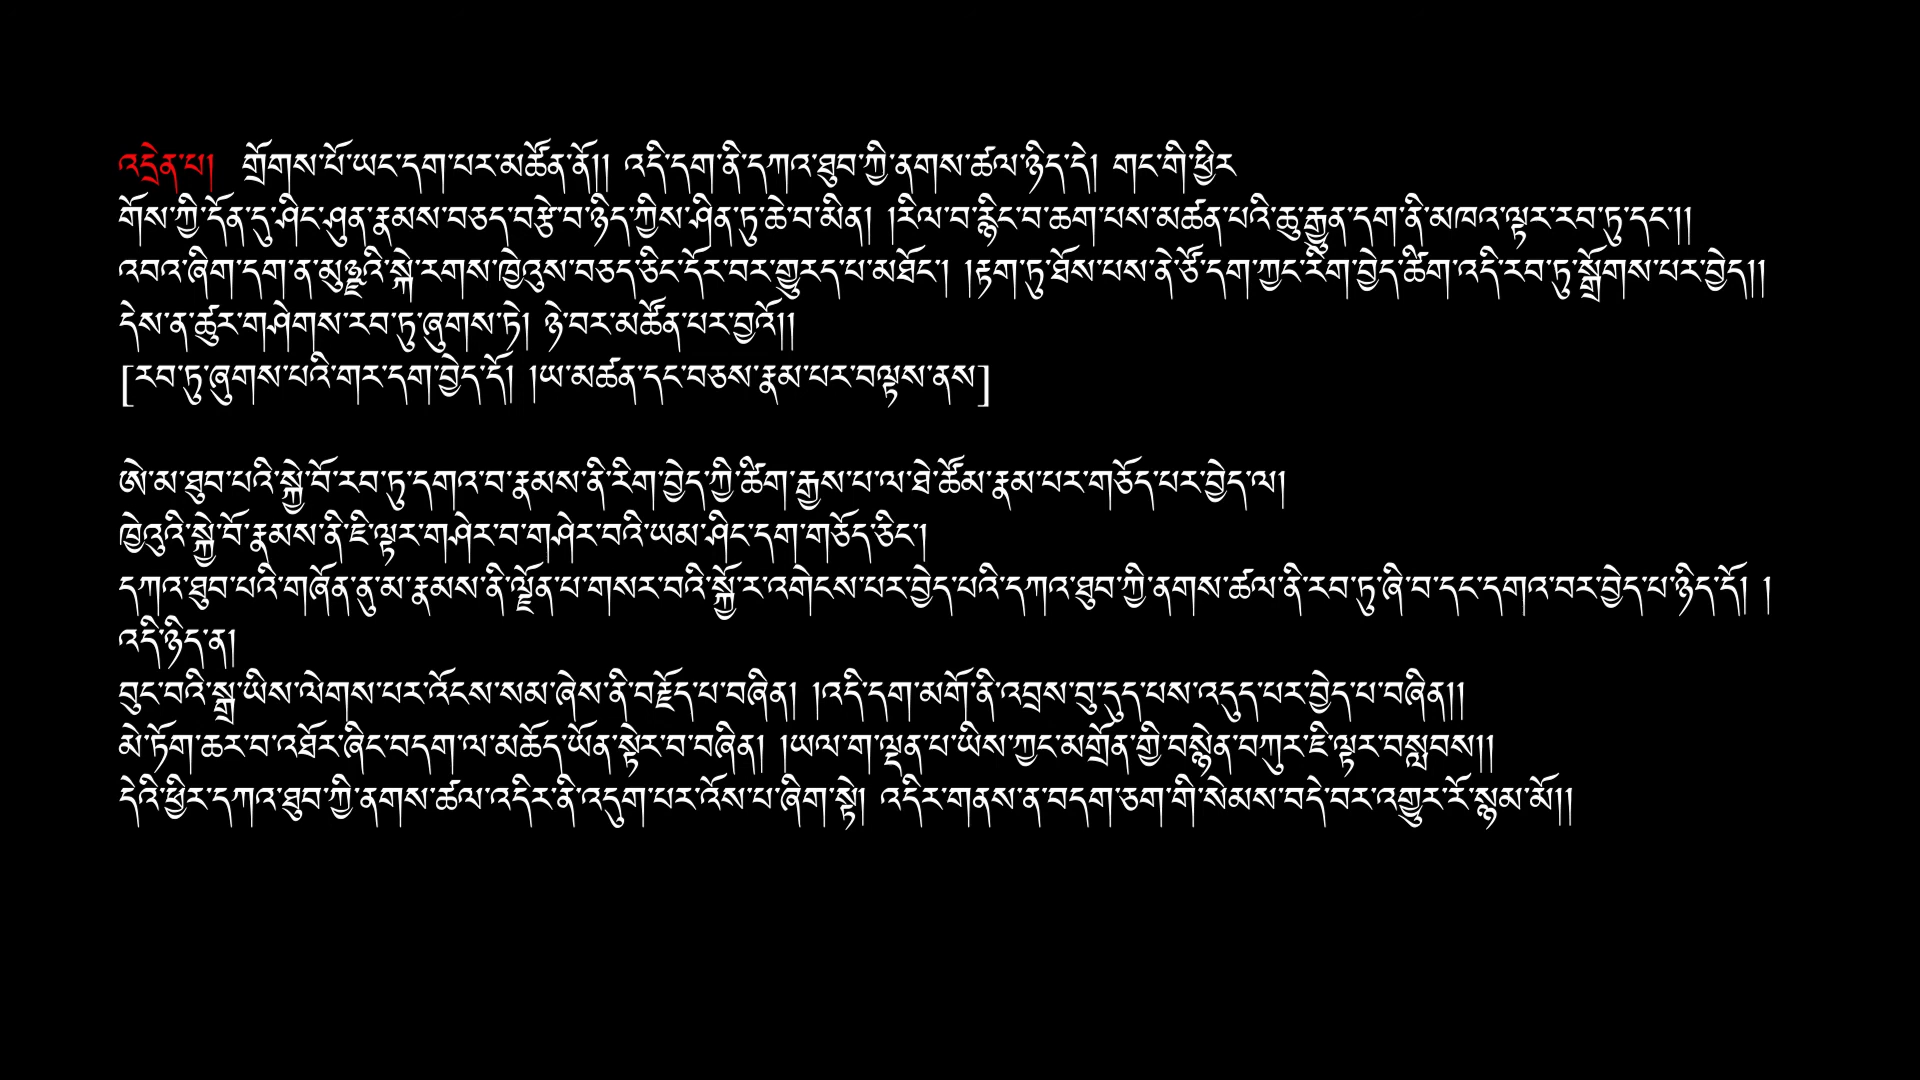 འདྲེན་པ། གྲོགས་པོ་ཡང་དག་པར་མཚོན་ནོ།། འདི་དག་ནི་དཀའ་ཐུབ་ཀྱི་ནགས་ཚལ་ཉིད་དེ། གང་གི་ཕྱིར
གོས་ཀྱི་དོན་དུ་ཤིང་ཤུན་རྣམས་བཅད་བརྩེ་བ་ཉིད་ཀྱིས་ཤིན་ཏུ་ཆེ་བ་མིན། །རིལ་བ་རྙིང་བ་ཆག་པས་མཚན་པའི་ཆུ་རྒྱུན་དག་ནི་མཁའ་ལྟར་རབ་ཏུ་དང་།།
འབའ་ཞིག་དག་ན་མུཉྫའི་སྐེ་རགས་ཁྱེའུས་བཅད་ཅིང་དོར་བར་གྱུརད་པ་མཐོང་། །རྟག་ཏུ་ཐོས་པས་ནེ་ཙོ་དག་ཀྱང་རིག་བྱེད་ཚིག་འདི་རབ་ཏུ་སྒྲོགས་པར་བྱེད།།
དེས་ན་ཚུར་གཤེགས་རབ་ཏུ་ཞུགས་ཏེ། ཉེ་བར་མཚོན་པར་བྱའོ།།
[རབ་ཏུ་ཞུགས་པའི་གར་དག་བྱེད་དོ། །ཡ་མཚན་དང་བཅས་རྣམ་པར་བལྟས་ནས]
ཨེ་མ་ཐུབ་པའི་སྐྱེ་བོ་རབ་ཏུ་དགའ་བ་རྣམས་ནི་རིག་བྱེད་ཀྱི་ཚིག་རྒྱས་པ་ལ་ཐེ་ཚོམ་རྣམ་པར་གཅོད་པར་བྱེད་ལ།
ཁྱེའུའི་སྐྱེ་བོ་རྣམས་ནི་ཇི་ལྟར་གཤེར་བ་གཤེར་བའི་ཡམ་ཤིང་དག་གཅོད་ཅིང་།
དཀའ་ཐུབ་པའི་གཞོན་ནུ་མ་རྣམས་ནི་ལྗོན་པ་གསར་བའི་སྐྱོར་འགེངས་པར་བྱེད་པའི་དཀའ་ཐུབ་ཀྱི་ནགས་ཚལ་ནི་རབ་ཏུ་ཞི་བ་དང་དགའ་བར་བྱེད་པ་ཉིད་དོ། །
འདི་ཉིད་ན།
བུང་བའི་སྒྲ་ཡིས་ལེགས་པར་འོངས་སམ་ཞེས་ནི་བརྗོད་པ་བཞིན། །འདི་དག་མགོ་ནི་འབྲས་བུ་དུད་པས་འདུད་པར་བྱེད་པ་བཞིན།།
མེ་ཏོག་ཆར་བ་འཐོར་ཞིང་བདག་ལ་མཆོད་ཡོན་སྟེར་བ་བཞིན། །ཡལ་ག་ལྡན་པ་ཡིས་ཀྱང་མགྲོན་གྱི་བསྙེན་བཀུར་ཇི་ལྟར་བསླབས།།
དེའི་ཕྱིར་དཀའ་ཐུབ་ཀྱི་ནགས་ཚལ་འདིར་ནི་འདུག་པར་འོས་པ་ཞིག་སྟེ། འདིར་གནས་ན་བདག་ཅག་གི་སེམས་བདེ་བར་འགྱུར་རོ་སྙམ་མོ།།